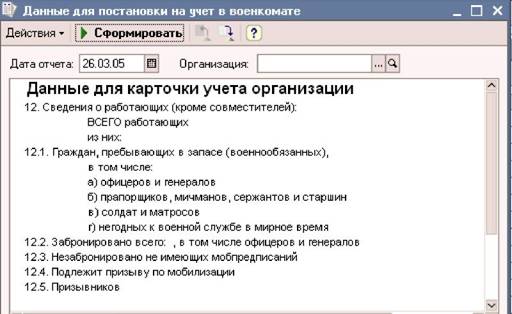 Данные для постановки на учет в военкомате
Действия Сформировать ?
Дата отчета: 26.03.05 Организация: ...
Данные для карточки учета организации
12. Сведения о работающих (кроме совместителей):
ВСЕГО работающих
из них:
12.1. Граждан, пребывающих в запасе (военнообязанных),
в том числе:
а) офицеров и генералов
б) прапорщиков, мичманов, сержантов и старшин
в) солдат и матросов
г) негодных к военной службе в мирное время
12.2. Забронировано всего: , в том числе офицеров и генералов
12.3. Незабронировано не имеющих мобпредписаний
12.4. Подлежит призыву по мобилизации
12.5. Призывников